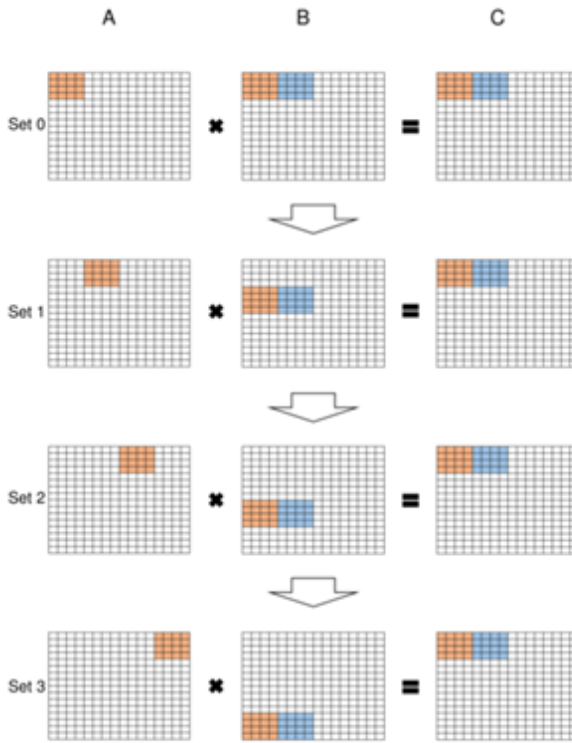 A B C
Set 0 ✖ =
Set 1 ✖ =
Set 2 ✖ =
Set 3 ✖ =